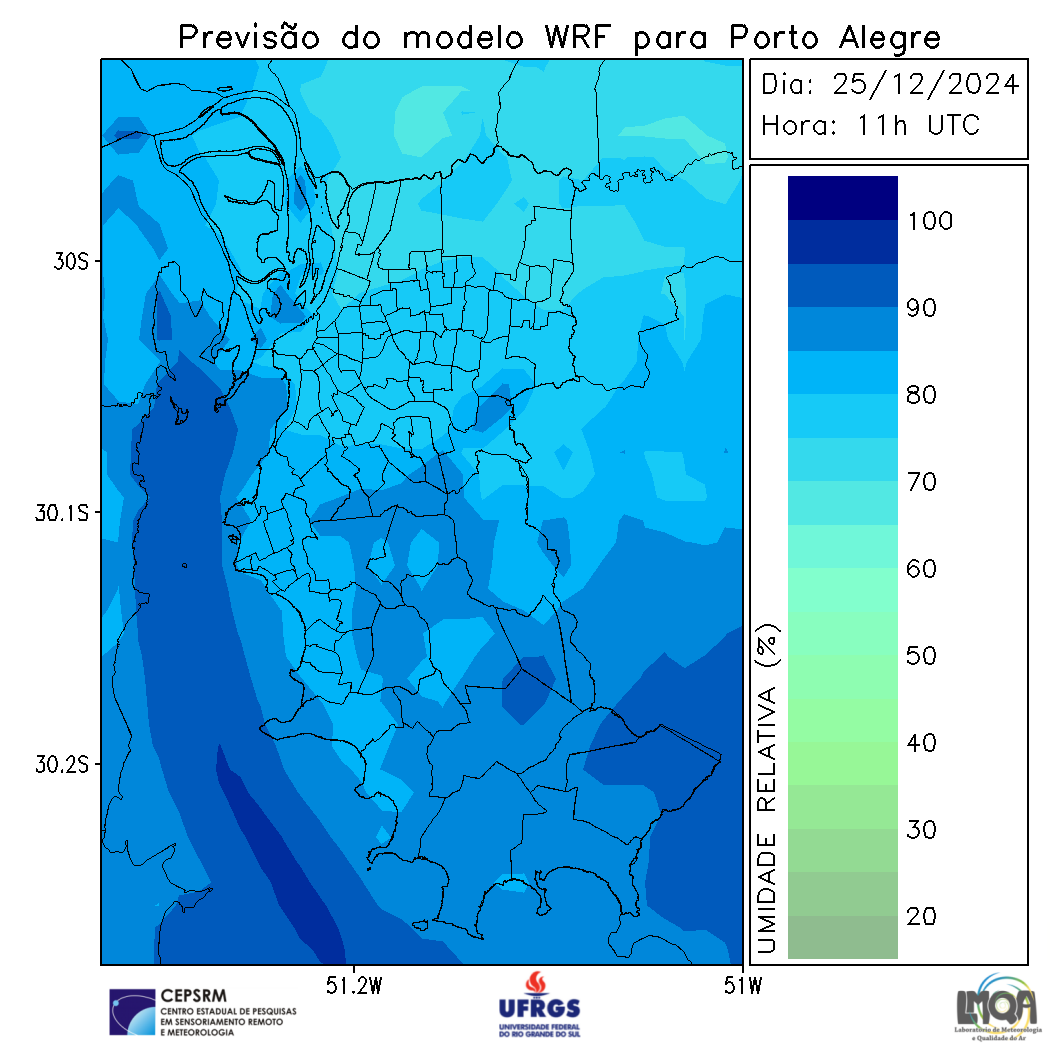 Previsão do modelo WRF para Porto Alegre
Dia: 25/12/2024
Hora: 11h UTC
30S
30.1S
30.2S
51.2W
51W
UMIDADE RELATIVA (%)
100
90
80
70
60
50
40
30
20
CEPSRM
CENTRO ESTADUAL DE PESQUISAS
EM SENSORIAMENTO REMOTO
E METEOROLOGIA
UFRGS
UNIVERSIDADE FEDERAL
DO RIO GRANDE DO SUL
LMQA
Laboratório de Meteorologia
e Qualidade do Ar